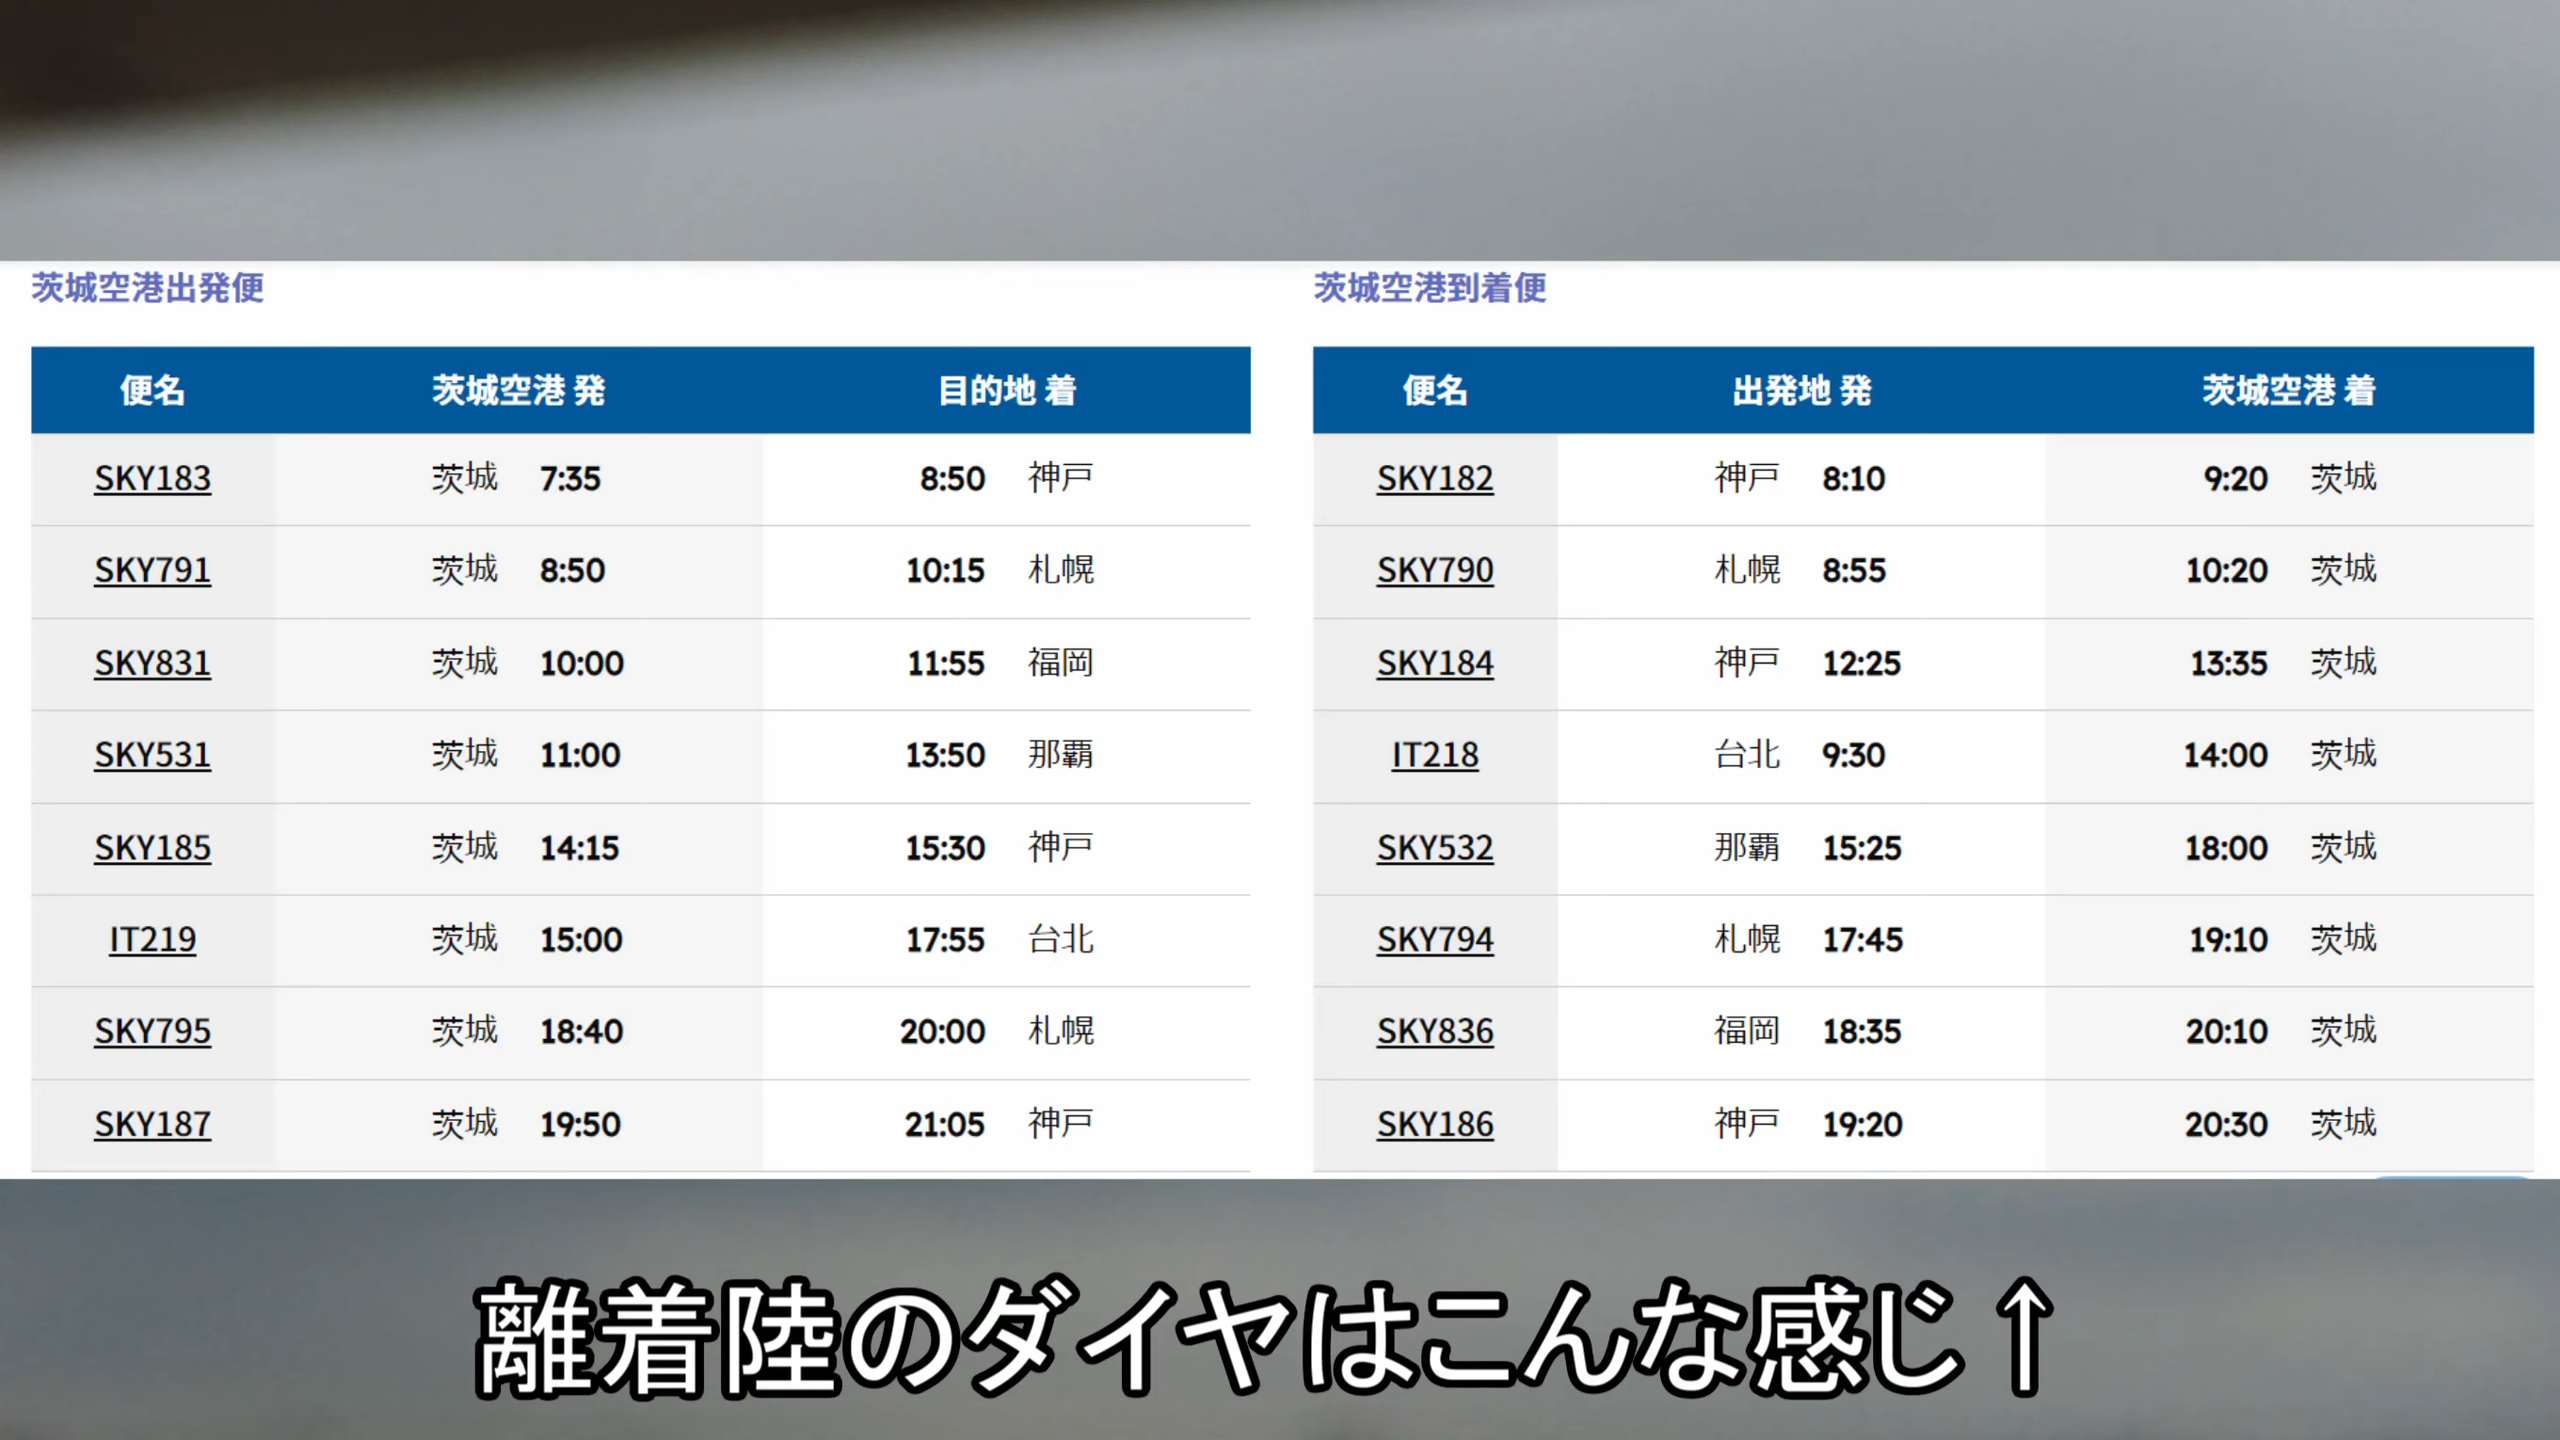 茨城空港出発便
便名 茨城空港 発 目的地 着
SKY183 茨城 7:35 8:50 神戸
SKY791 茨城 8:50 10:15 札幌
SKY831 茨城 10:00 11:55 福岡
SKY531 茨城 11:00 13:50 那覇
SKY185 茨城 14:15 15:30 神戸
IT219 茨城 15:00 17:55 台北
SKY795 茨城 18:40 20:00 札幌
SKY187 茨城 19:50 21:05 神戸
茨城空港到着便
便名 出発地 発 茨城空港 着
SKY182 神戸 8:10 9:20 茨城
SKY790 札幌 8:55 10:20 茨城
SKY184 神戸 12:25 13:35 茨城
IT218 台北 9:30 14:00 茨城
SKY532 那覇 15:25 18:00 茨城
SKY794 札幌 17:45 19:10 茨城
SKY836 福岡 18:35 20:10 茨城
SKY186 神戸 19:20 20:30 茨城
離着陸のダイヤはこんな感じ↑